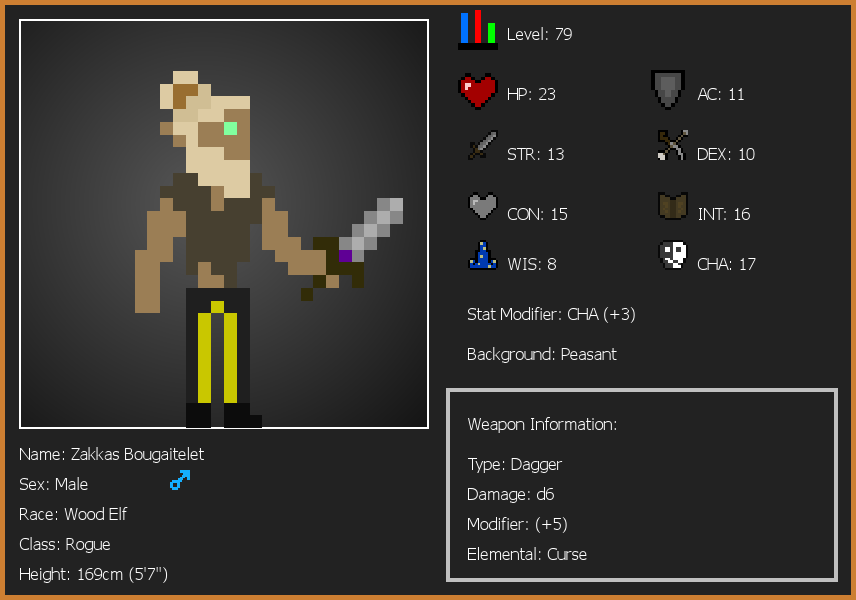 Level: 79
HP: 23
AC: 11
STR: 13
DEX: 10
CON: 15
INT: 16
WIS: 8
CHA: 17
Stat Modifier: CHA (+3)
Background: Peasant
Weapon Information:
Type: Dagger
Damage: d6
Modifier: (+5)
Elemental: Curse
Name: Zakkas Bougaitelet
Sex: Male
Race: Wood Elf
Class: Rogue
Height: 169cm (5'7")